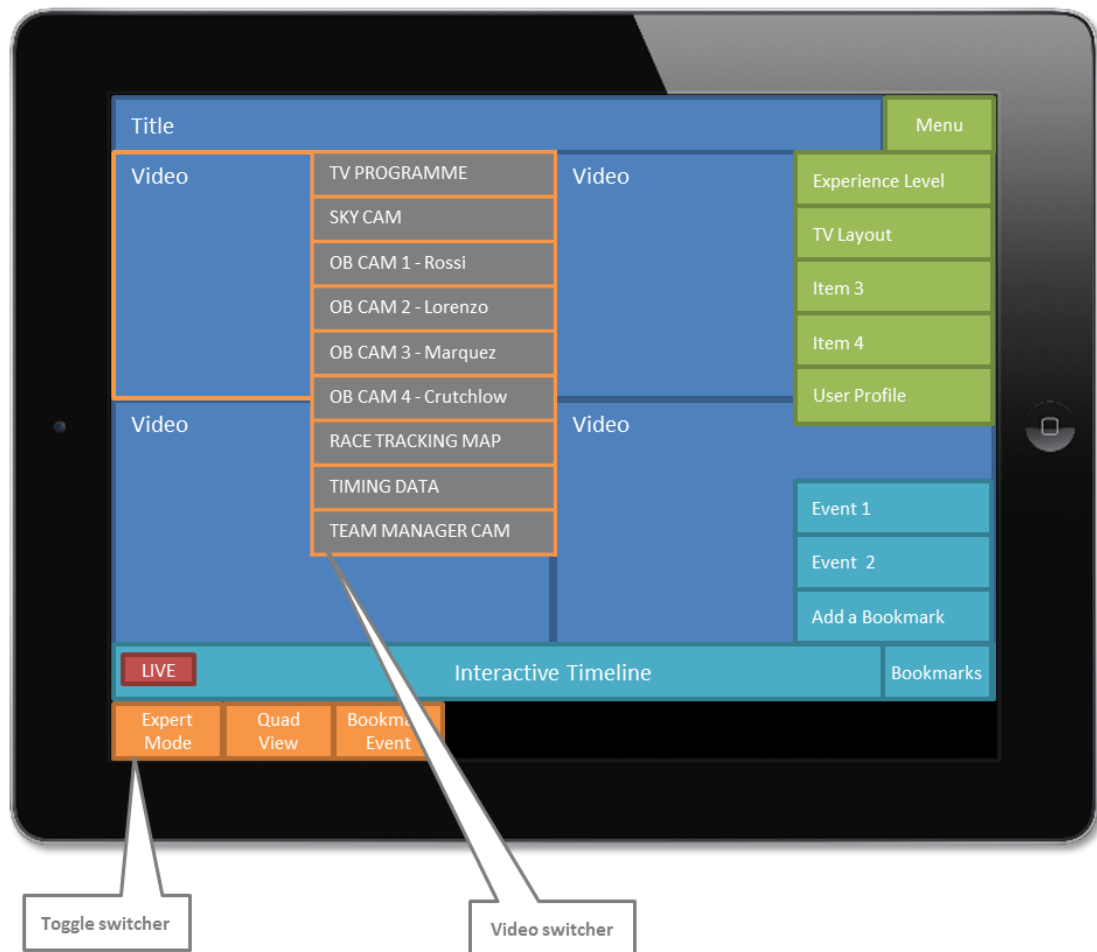 Title
Menu
Video
TV PROGRAMME
Video
Experience Level
SKY CAM
TV Layout
OB CAM 1 - Rossi
Item 3
OB CAM 2 - Lorenzo
Item 4
OB CAM 3 - Marquez
User Profile
OB CAM 4 - Crutchlow
Video
RACE TRACKING MAP
Video
TIMING DATA
Event 1
TEAM MANAGER CAM
Event 2
Add a Bookmark
LIVE
Interactive Timeline
Bookmarks
Expert
Mode
Quad
View
Event
Toggle switcher
Video switcher